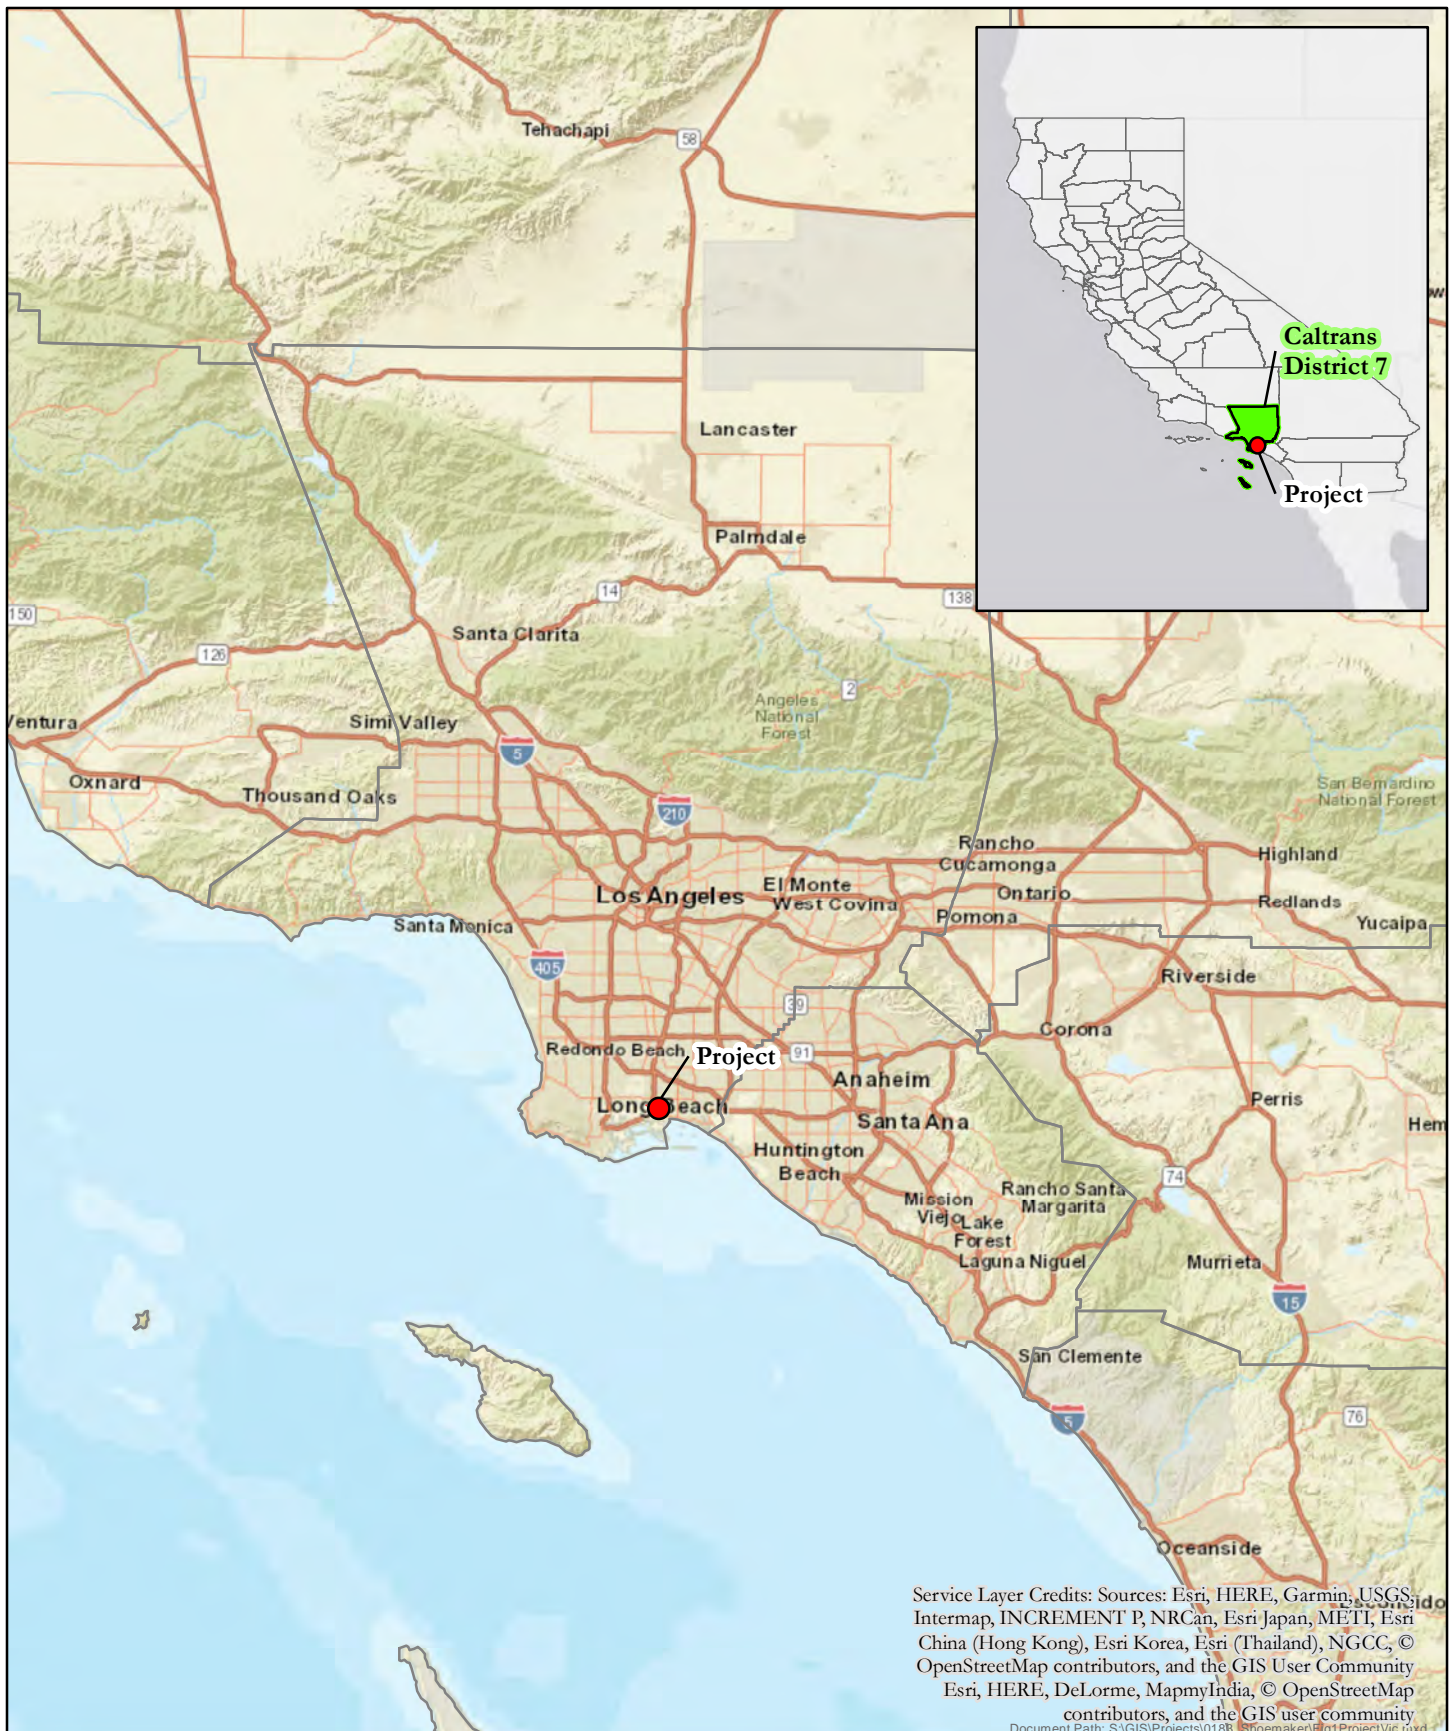 Tehachapi
58
Caltrans
District 7
Project
Lancaster
Palmdale
14
138
150
Santa Clarita
126
2
Angeles
National
Forest
Ventura
Simi Valley
5
Oxnard
Thousand Oaks
San Bernardino
National Forest
210
Rancho
Cucamonga
Highland
Los Angeles
El Monte
West Covina
Ontario
Redlands
Pomona
Yucaipa
Santa Monica
405
Riverside
39
Corona
Redondo Beach
Project
91
Anaheim
Long Beach
Perris
Santa Ana
Hem
Huntington
Beach
74
Rancho Santa
Margarita
Mission
Viejo
Lake
Forest
Laguna Niguel
Murrieta
15
San Clemente
5
76
Oceanside
Escondido
Service Layer Credits: Sources: Esri, HERE, Garmin, USGS,
Intermap, INCREMENT P, NRCan, Esri Japan, METI, Esri
China (Hong Kong), Esri Korea, Esri (Thailand), NGCC, ©
OpenStreetMap contributors, and the GIS User Community
Esri, HERE, DeLorme, MapmyIndia, © OpenStreetMap
contributors, and the GIS user community